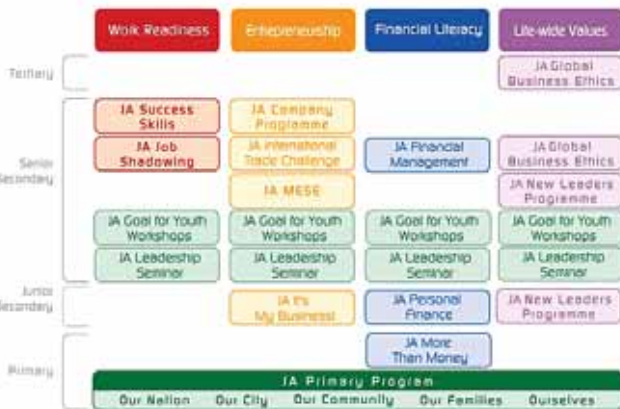 Work Readiness
Entrepreneurship
Financial Literacy
Life-wide Values
Tertiary
JA Global
Business Ethics
Senior
Secondary
JA Success
Skills
JA Company
Programme
JA Job
Shadowing
JA International
Trade Challenge
JA Financial
Management
JA Global
Business Ethics
JA MESE
JA New Leaders
Programme
JA Goal for Youth
Workshops
JA Goal for Youth
Workshops
JA Goal for Youth
Workshops
JA Goal for Youth
Workshops
JA Leadership
Seminar
JA Leadership
Seminar
JA Leadership
Seminar
JA Leadership
Seminar
Junior
Secondary
JA It's
My Business!
JA Personal
Finance
JA New Leaders
Programme
Primary
JA More
Than Money
JA Primary Program
Our Nation Our City Our Community Our Families Ourselves